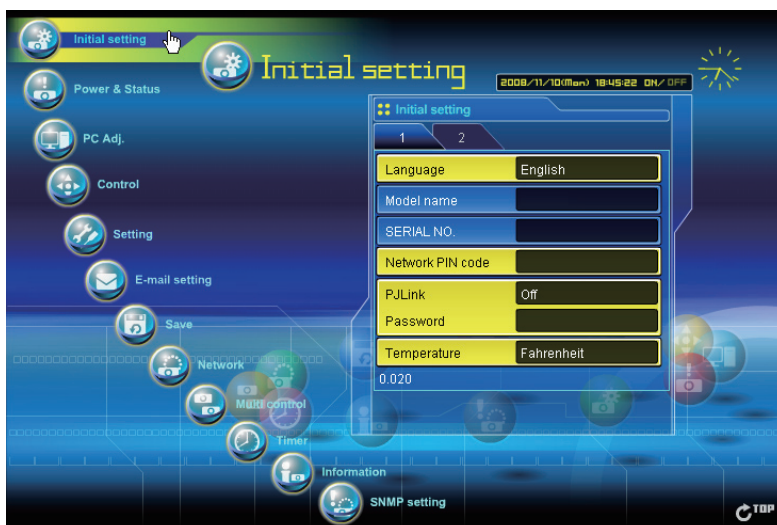 Initial setting
Initial setting
2008/11/10(Mon) 18:45:22 ON/OFF
Power & Status
PC Adj.
Control
Setting
E-mail setting
Save
Network
Multi control
Timer
Information
SNMP setting
Initial setting
1 2
Language English
Model name
SERIAL NO.
Network PIN code
PJLink Off
Password
Temperature Fahrenheit
0.020
TOP